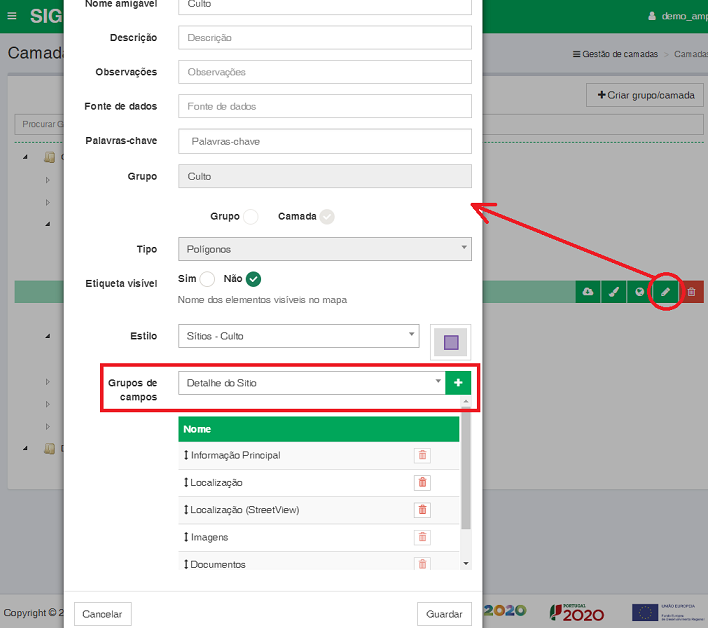 SIG
demo_amp
Camada
Gestão de camadas > Camadas
Criar grupo/camada
Procurar G
Nome amigável Culto
Descrição Descrição
Observações Observações
Fonte de dados Fonte de dados
Palavras-chave Palavras-chave
Grupo Culto
Grupo Camada
Tipo Polígonos
Etiqueta visível Sim Não
Nome dos elementos visíveis no mapa
Estilo Sítios - Culto
Grupos de campos Detalhe do Sítio
Nome
Informação Principal
Localização
Localização (StreetView)
Imagens
Documentos
Cancelar Guardar
Copyright © 2
2020
PORTUGAL
2020
UNIÃO EUROPEIA